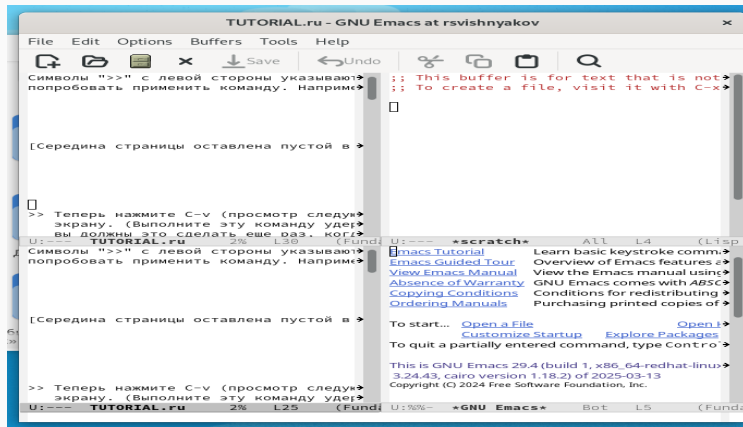 TUTORIAL.ru - GNU Emacs at rsvishnyakov
File Edit Options Buffers Tools Help
Save Undo
Символы ">>" с левой стороны указывают
попробовать применить команду. Наприме
[Середина страницы оставлена пустой в
>> Теперь нажмите C-v (просмотр следую
экрану. (Выполните эту команду удер
вы должны это сделать еще раз, когд
U:--- TUTORIAL.ru 2% L30 (Funda
;; This buffer is for text that is not
;; To create a file, visit it with C-x
U:--- *scratch* All L4 (Lisp
Символы ">>" с левой стороны указывают
попробовать применить команду. Наприме
[Середина страницы оставлена пустой в
>> Теперь нажмите C-v (просмотр следую
экрану. (Выполните эту команду удер
U:--- TUTORIAL.ru 2% L25 (Funda
Emacs Tutorial Learn basic keystroke comm
Emacs Guided Tour Overview of Emacs features a
View Emacs Manual View the Emacs manual using
Absence of Warranty GNU Emacs comes with ABSO
Copying Conditions Conditions for redistributing
Ordering Manuals Purchasing printed copies of
To start... Open a File Open
Customize Startup Explore Packages
To quit a partially entered command, type Contro
This is GNU Emacs 29.4 (build 1, x86_64-redhat-linux
3.24.43, cairo version 1.18.2) of 2025-03-13
Copyright (C) 2024 Free Software Foundation, Inc.
U:%%- *GNU Emacs* Bot L5 (Fund